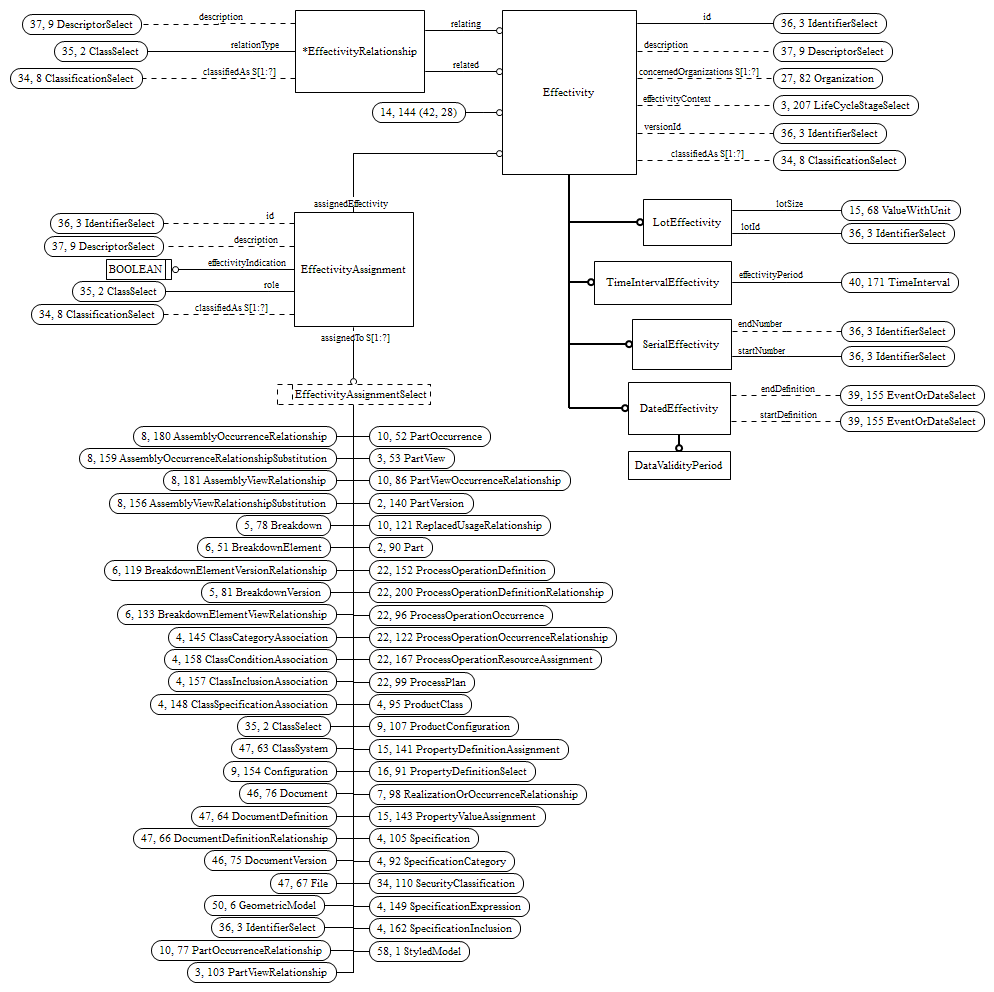 description
37, 9 DescriptorSelect
relationType
35, 2 ClassSelect
classifiedAs S[1:?]
34, 8 ClassificationSelect
*EffectivityRelationship
relating
related
14, 144 (42, 28)
Effectivity
id
36, 3 IdentifierSelect
description
37, 9 DescriptorSelect
concernedOrganizations S[1:?]
27, 82 Organization
effectivityContext
3, 207 LifeCycleStageSelect
versionId
36, 3 IdentifierSelect
classifiedAs S[1:?]
34, 8 ClassificationSelect
assignedEffectivity
id
36, 3 IdentifierSelect
description
37, 9 DescriptorSelect
effectivityIndication
BOOLEAN
role
35, 2 ClassSelect
classifiedAs S[1:?]
34, 8 ClassificationSelect
EffectivityAssignment
assignedTo S[1:?]
EffectivityAssignmentSelect
LotEffectivity
lotSize
15, 68 ValueWithUnit
lotId
36, 3 IdentifierSelect
TimeIntervalEffectivity
effectivityPeriod
40, 171 TimeInterval
SerialEffectivity
endNumber
36, 3 IdentifierSelect
startNumber
36, 3 IdentifierSelect
DatedEffectivity
endDefinition
39, 155 EventOrDateSelect
startDefinition
39, 155 EventOrDateSelect
DataValidityPeriod
8, 180 AssemblyOccurrenceRelationship
10, 52 PartOccurrence
8, 159 AssemblyOccurrenceRelationshipSubstitution
3, 53 PartView
8, 181 AssemblyViewRelationship
10, 86 PartViewOccurrenceRelationship
8, 156 AssemblyViewRelationshipSubstitution
2, 140 PartVersion
5, 78 Breakdown
10, 121 ReplacedUsageRelationship
6, 51 BreakdownElement
2, 90 Part
6, 119 BreakdownElementVersionRelationship
22, 152 ProcessOperationDefinition
5, 81 BreakdownVersion
22, 200 ProcessOperationDefinitionRelationship
6, 133 BreakdownElementViewRelationship
22, 96 ProcessOperationOccurrence
4, 145 ClassCategoryAssociation
22, 122 ProcessOperationOccurrenceRelationship
4, 158 ClassConditionAssociation
22, 167 ProcessOperationResourceAssignment
4, 157 ClassInclusionAssociation
22, 99 ProcessPlan
4, 148 ClassSpecificationAssociation
4, 95 ProductClass
35, 2 ClassSelect
9, 107 ProductConfiguration
47, 63 ClassSystem
15, 141 PropertyDefinitionAssignment
9, 154 Configuration
16, 91 PropertyDefinitionSelect
46, 76 Document
7, 98 RealizationOrOccurrenceRelationship
47, 64 DocumentDefinition
15, 143 PropertyValueAssignment
47, 66 DocumentDefinitionRelationship
4, 105 Specification
46, 75 DocumentVersion
4, 92 SpecificationCategory
47, 67 File
34, 110 SecurityClassification
50, 6 GeometricModel
4, 149 SpecificationExpression
36, 3 IdentifierSelect
4, 162 SpecificationInclusion
10, 77 PartOccurrenceRelationship
58, 1 StyledModel
3, 103 PartViewRelationship